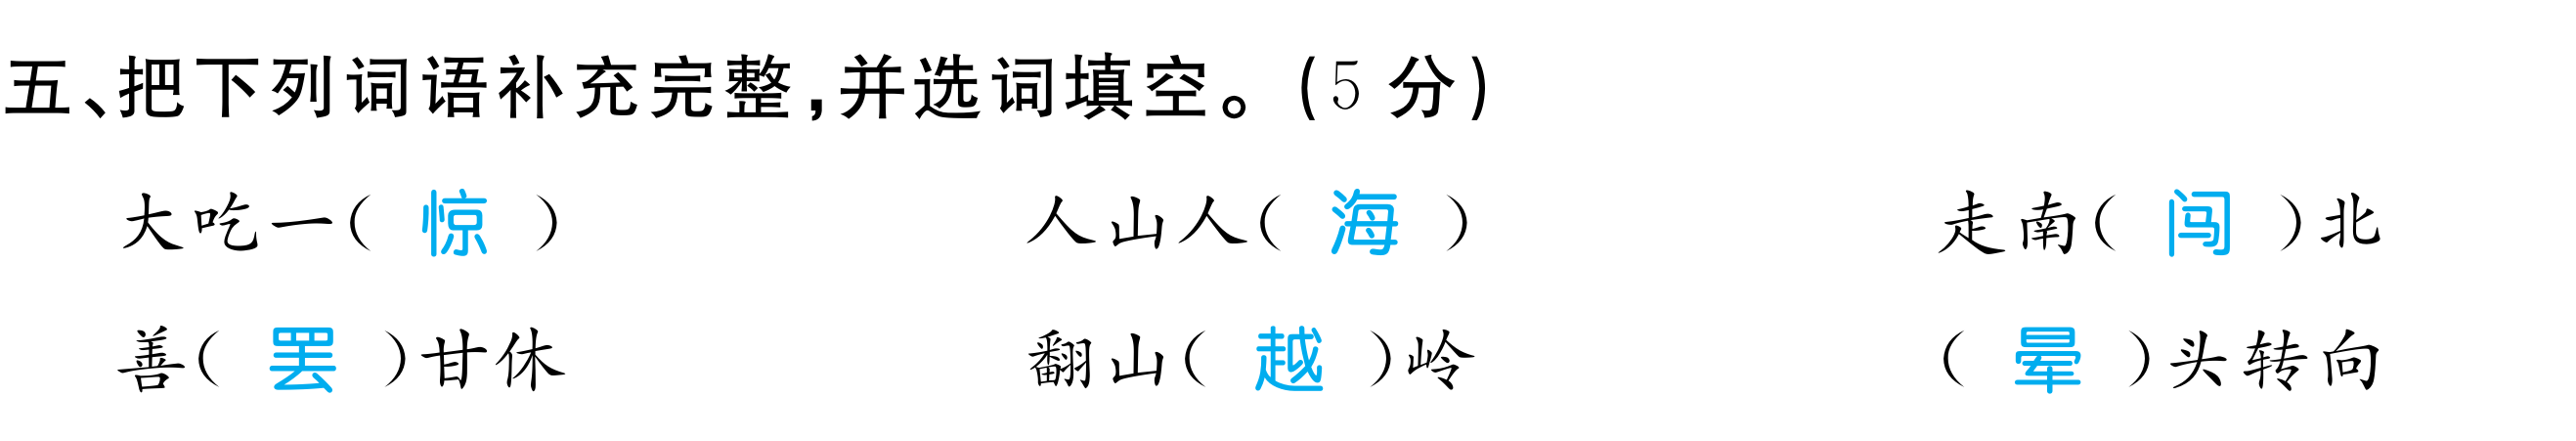 五、把下列词语补充完整,并选词填空。(5 分)
大吃一( 惊 ) 人山人( 海 ) 走南( 闯 )北
善( 罢 )甘休 翻山( 越 )岭 ( 晕 )头转向